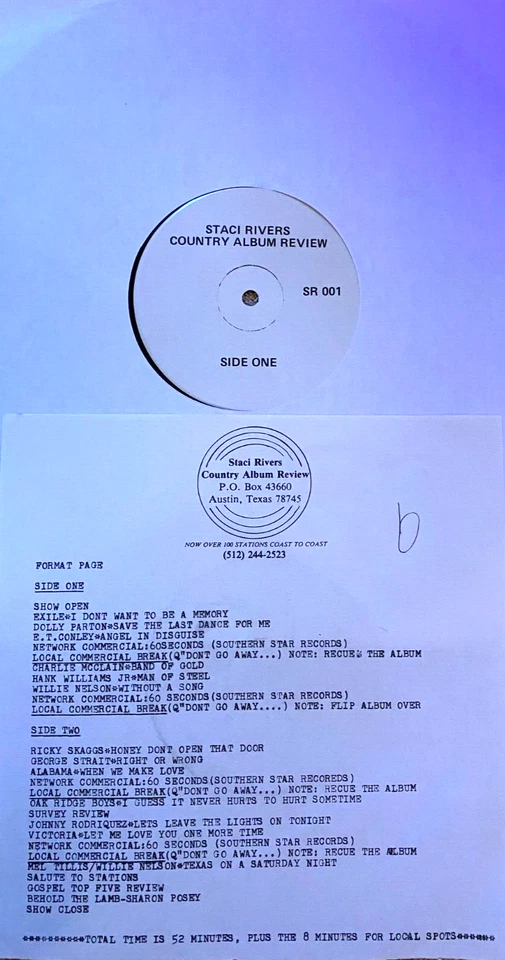 STACI RIVERS
COUNTRY ALBUM REVIEW
SR 001
SIDE ONE
Staci Rivers
Country Album Review
P.O. Box 43660
Austin, Texas 78745
NOW OVER 100 STATIONS COAST TO COAST
(512) 244-2523
b
FORMAT PAGE
SIDE ONE
SHOW OPEN
EXILE*I DONT WANT TO BE A MEMORY
DOLLY PARTON*SAVE THE LAST DANCE FOR ME
E.T.CONLEY*ANGEL IN DISGUISE
NETWORK COMMERCIAL:60SECONDS (SOUTHERN STAR RECORDS)
LOCAL COMMERCIAL BREAK(Q"DONT GO AWAY...) NOTE: RECUE THE ALBUM
CHARLIE MCCLAIN*BAND OF GOLD
HANK WILLIAMS JR*MAN OF STEEL
WILLIE NELSON*WITHOUT A SONG
NETWORK COMMERCIAL:60 SECONDS(SOUTHERN STAR RECORDS)
LOCAL COMMERCIAL BREAK(Q"DONT GO AWAY....) NOTE: FLIP ALBUM OVER
SIDE TWO
RICKY SKAGGS*HONEY DONT OPEN THAT DOOR
GEORGE STRAIT*RIGHT OR WRONG
ALABAMA*WHEN WE MAKE LOVE
NETWORK COMMERCIAL:60 SECONDS(SOUTHERN STAR RECOREDS)
LOCAL COMMERCIAL BREAK(Q"DONT GO AWAY...) NOTE: RECUE THE ALBUM
OAK RIDGE BOYS*I GUESS IT NEVER HURTS TO HURT SOMETIME
SURVEY REVIEW
JOHNNY RODRIQUEZ*LETS LEAVE THE LIGHTS ON TONIGHT
VICTORIA*LET ME LOVE YOU ONE MORE TIME
NETWORK COMMERCIAL:60 SECONDS (SOUTHERN STAR RECORDS)
LOCAL COMMERCIAL BREAK(Q"DONT GO AWAY...) NOTE: RECUE THE ALBUM
MEL TILLIS/WILLIE NELSON*TEXAS ON A SATURDAY NIGHT
SALUTE TO STATIONS
GOSPEL TOP FIVE REVIEW
BEHOLD THE LAMB-SHARON POSEY
SHOW CLOSE
**********TOTAL TIME IS 52 MINUTES, PLUS THE 8 MINUTES FOR LOCAL SPOTS******